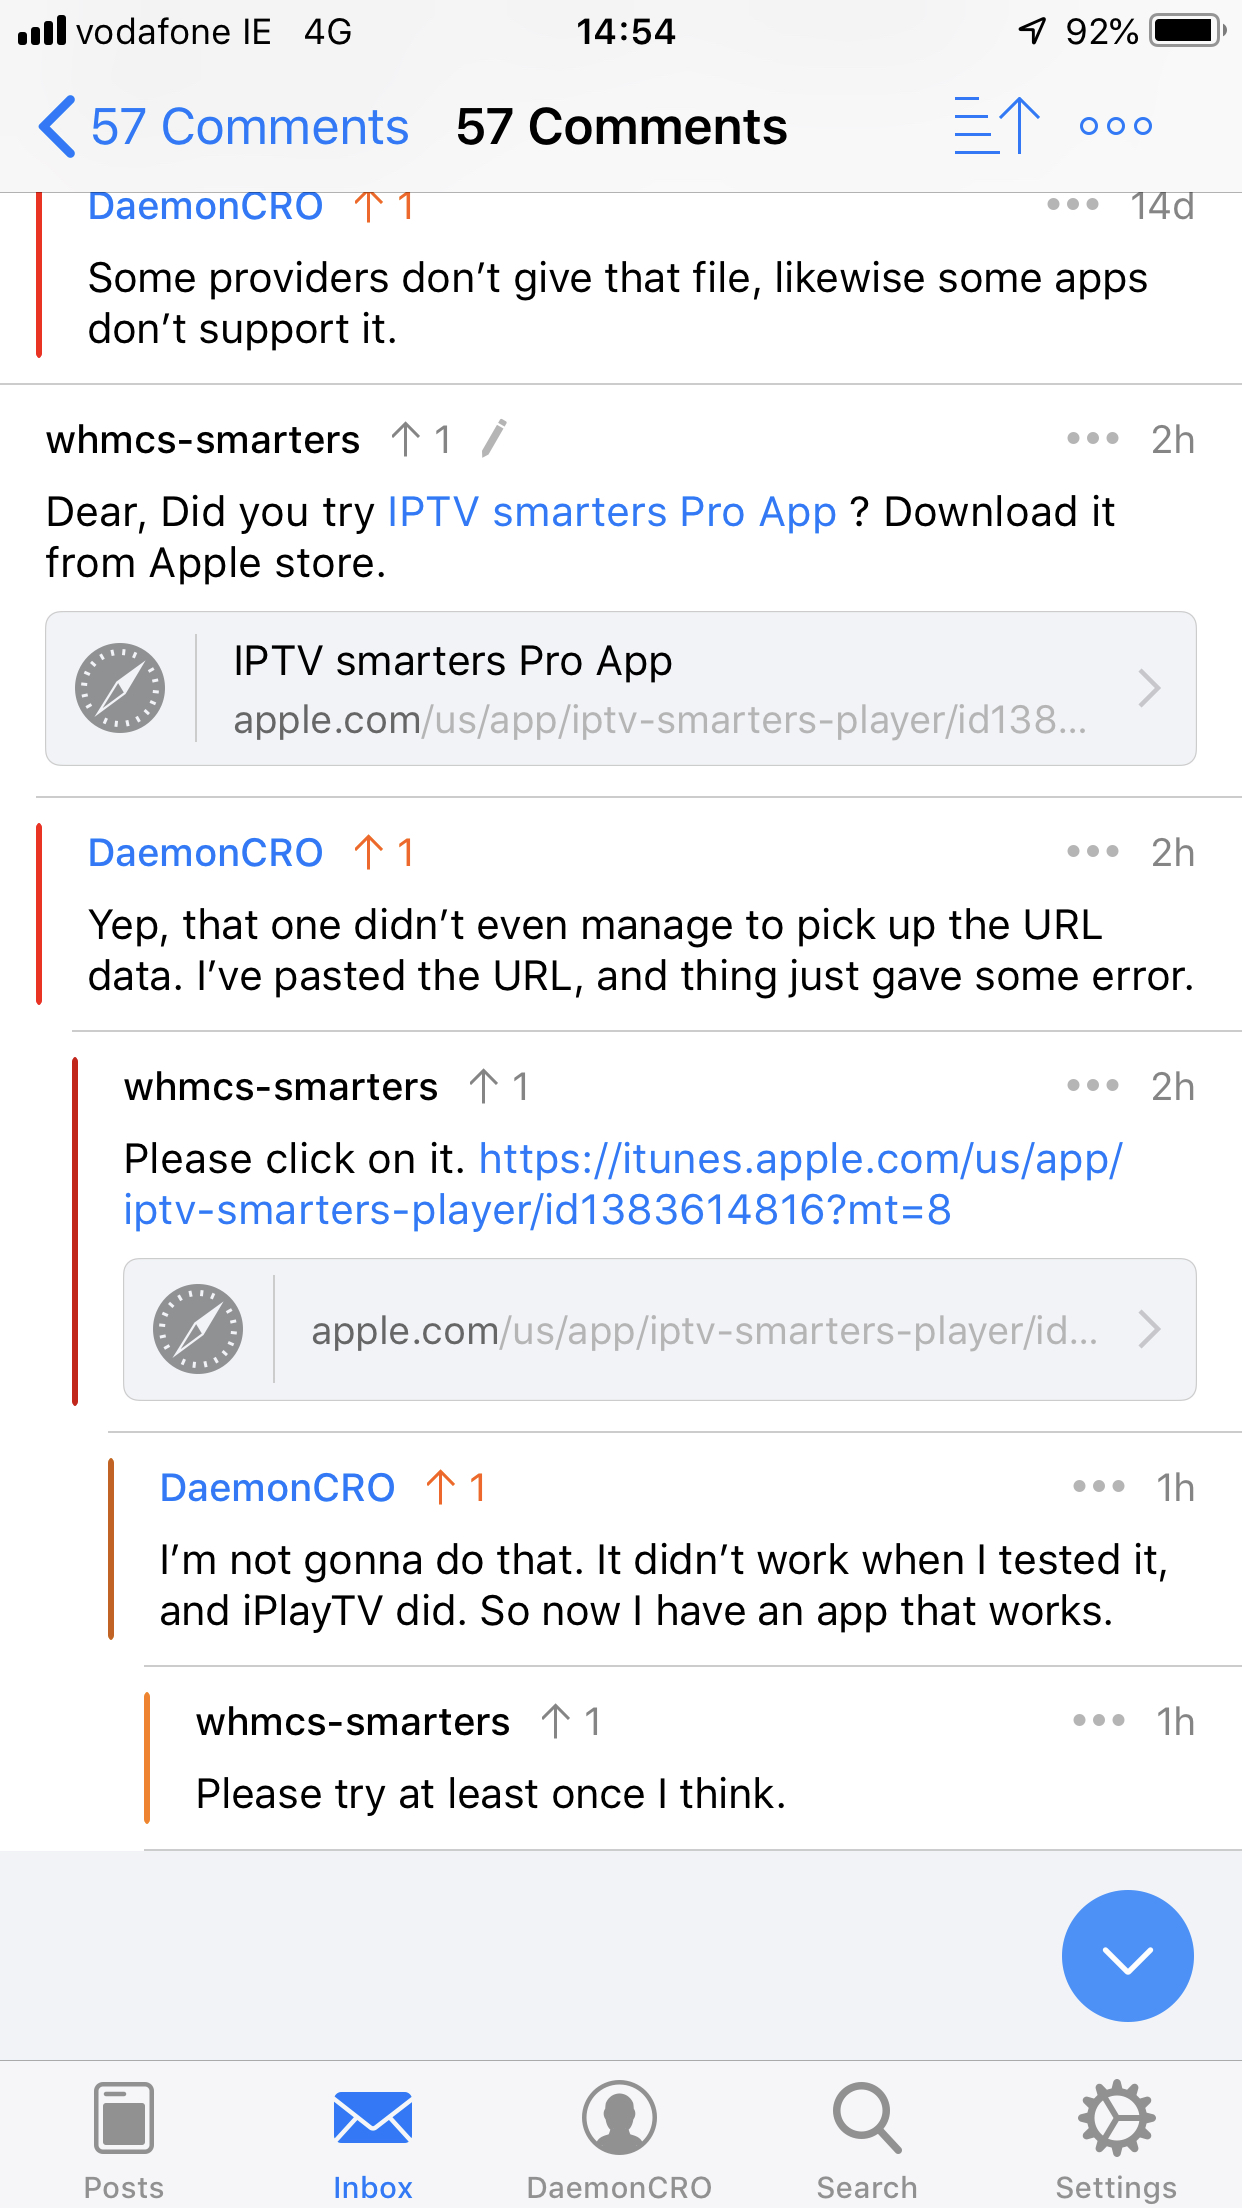 vodafone IE 4G 14:54 92%
57 Comments 57 Comments
DaemonCRO 1 14d
Some providers don’t give that file, likewise some apps
don’t support it.
whmcs-smarters 1 2h
Dear, Did you try IPTV smarters Pro App ? Download it
from Apple store.
IPTV smarters Pro App
apple.com/us/app/iptv-smarters-player/id138...
DaemonCRO 1 2h
Yep, that one didn’t even manage to pick up the URL
data. I’ve pasted the URL, and thing just gave some error.
whmcs-smarters 1 2h
Please click on it. https://itunes.apple.com/us/app/
iptv-smarters-player/id1383614816?mt=8
apple.com/us/app/iptv-smarters-player/id...
DaemonCRO 1 1h
I’m not gonna do that. It didn’t work when I tested it,
and iPlayTV did. So now I have an app that works.
whmcs-smarters 1 1h
Please try at least once I think.
Posts Inbox DaemonCRO Search Settings